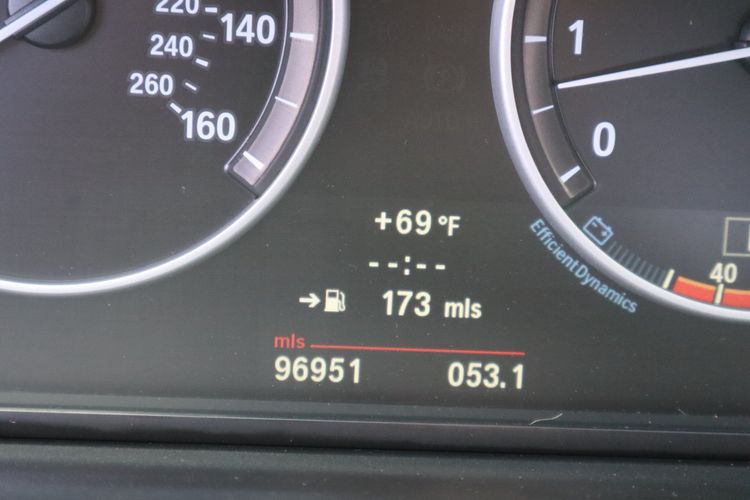 220
140
240
260
160
1
0
+69 °F
--:--
→ 173 mls
mls
96951 053.1
EfficientDynamics
40